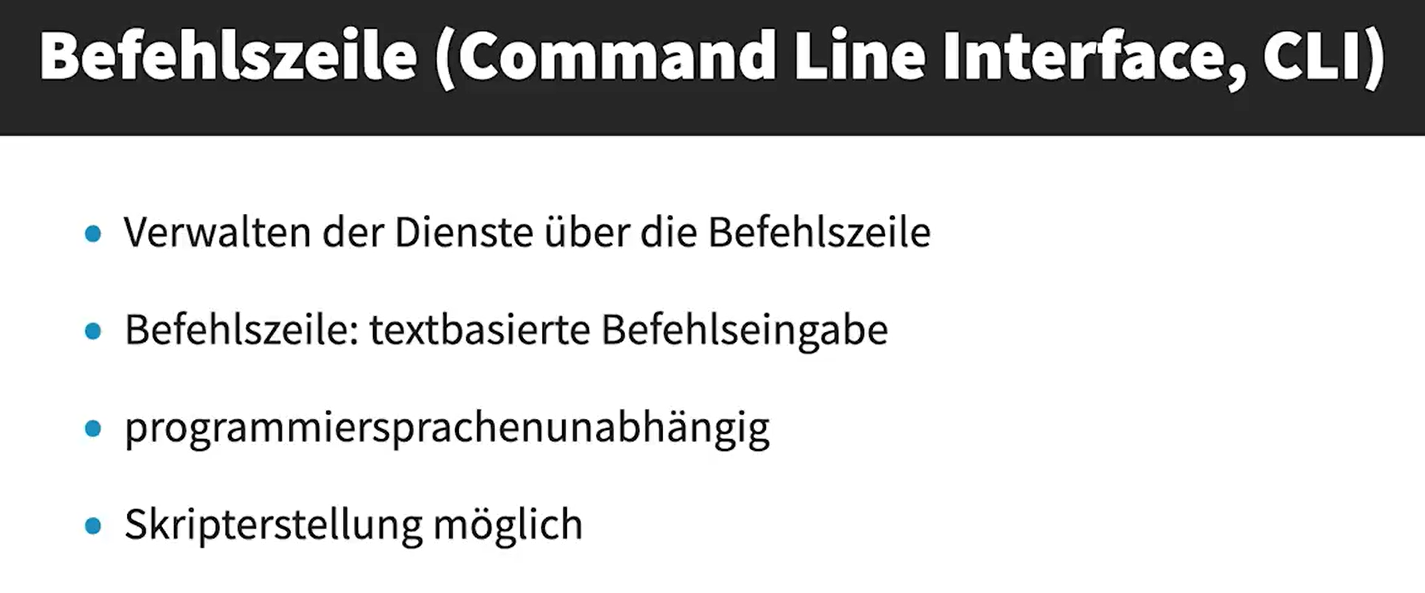 Befehlszeile (Command Line Interface, CLI)
• Verwalten der Dienste über die Befehlszeile
• Befehlszeile: textbasierte Befehlseingabe
• programmiersprachenunabhängig
• Skripterstellung möglich